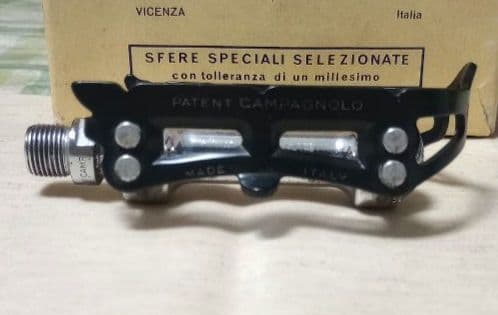 VICENZA Italia
SFERE SPECIALI SELEZIONATE
con tolleranza di un millesimo
PATENT CAMPAGNOLO
MADE ITALY